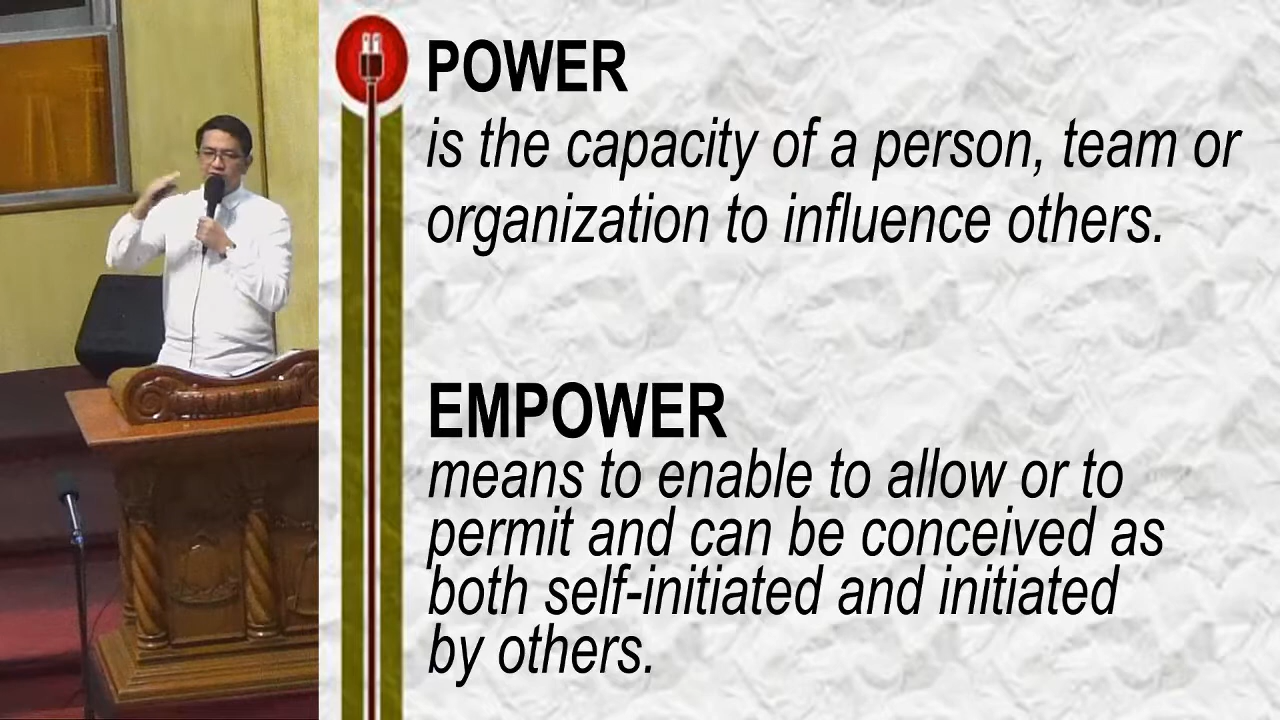 POWER
is the capacity of a person, team or
organization to influence others.
EMPOWER
means to enable to allow or to
permit and can be conceived as
both self-initiated and initiated
by others.